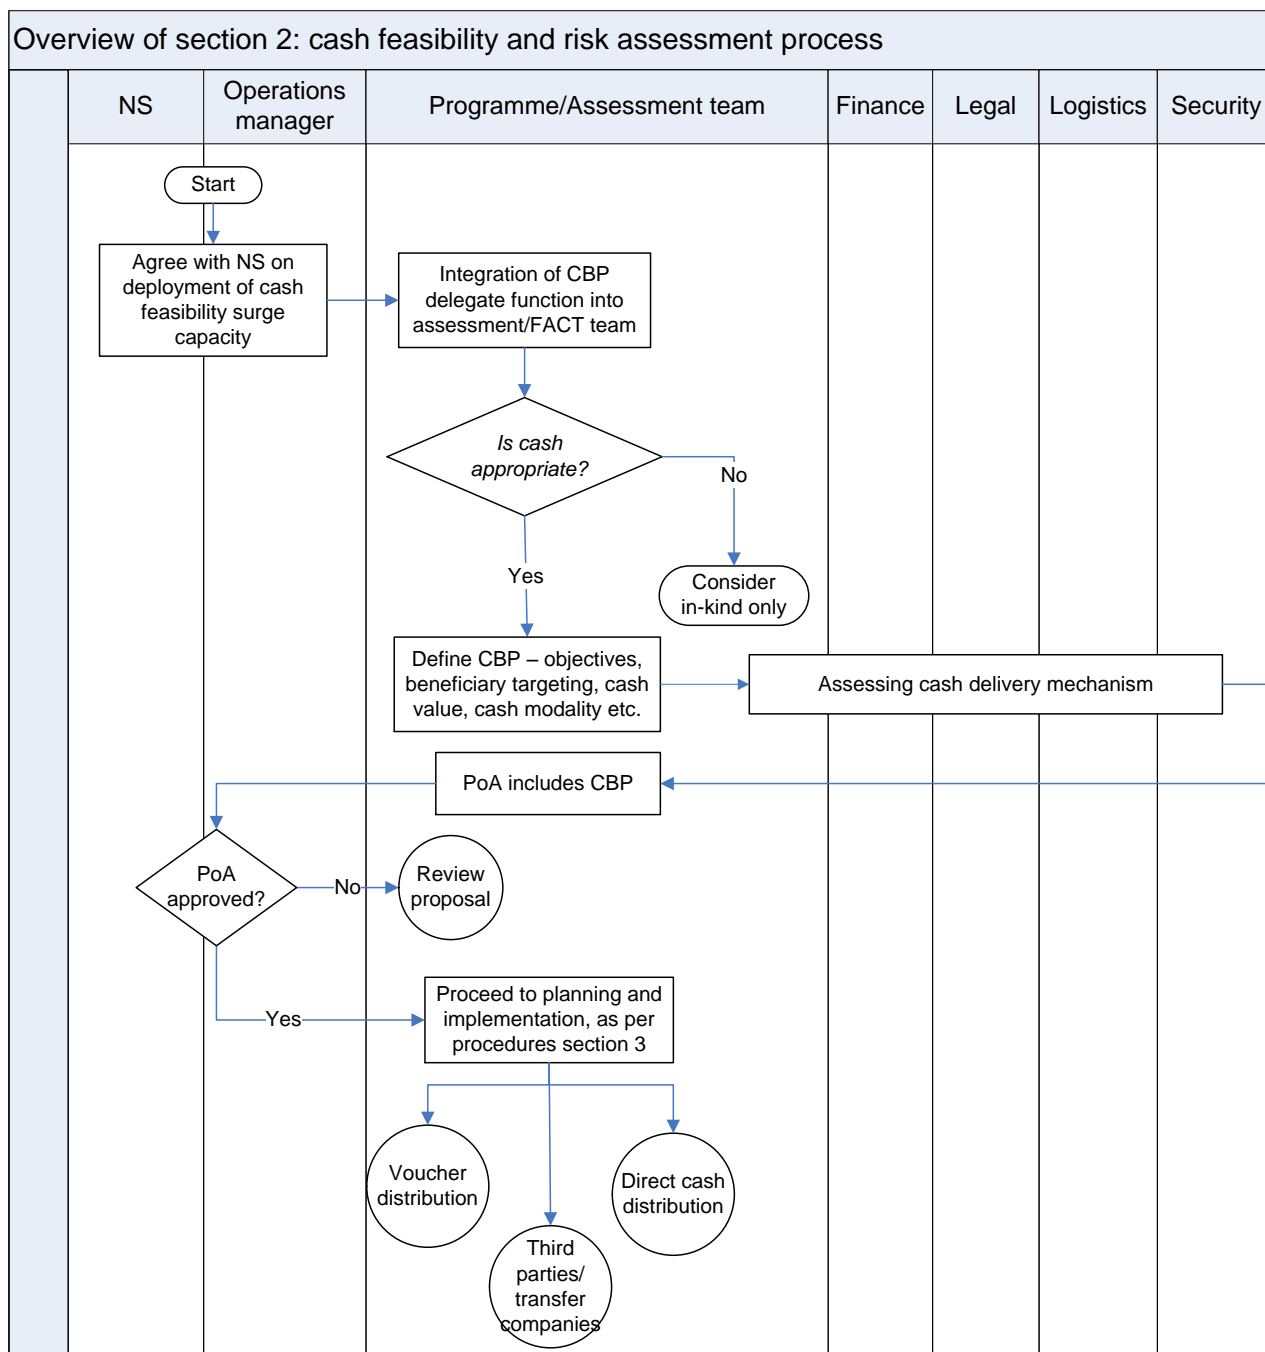 Overview of section 2: cash feasibility and risk assessment process
NS
Operations
manager
Programme/Assessment team
Finance
Legal
Logistics
Security
Start
Agree with NS on
deployment of cash
feasibility surge
capacity
Integration of CBP
delegate function into
assessment/FACT team
Is cash
appropriate?
No
Yes
Consider
in-kind only
Define CBP – objectives,
beneficiary targeting, cash
value, cash modality etc.
Assessing cash delivery mechanism
PoA includes CBP
PoA
approved?
No
Review
proposal
Yes
Proceed to planning and
implementation, as per
procedures section 3
Voucher
distribution
Direct cash
distribution
Third
parties/
transfer
companies